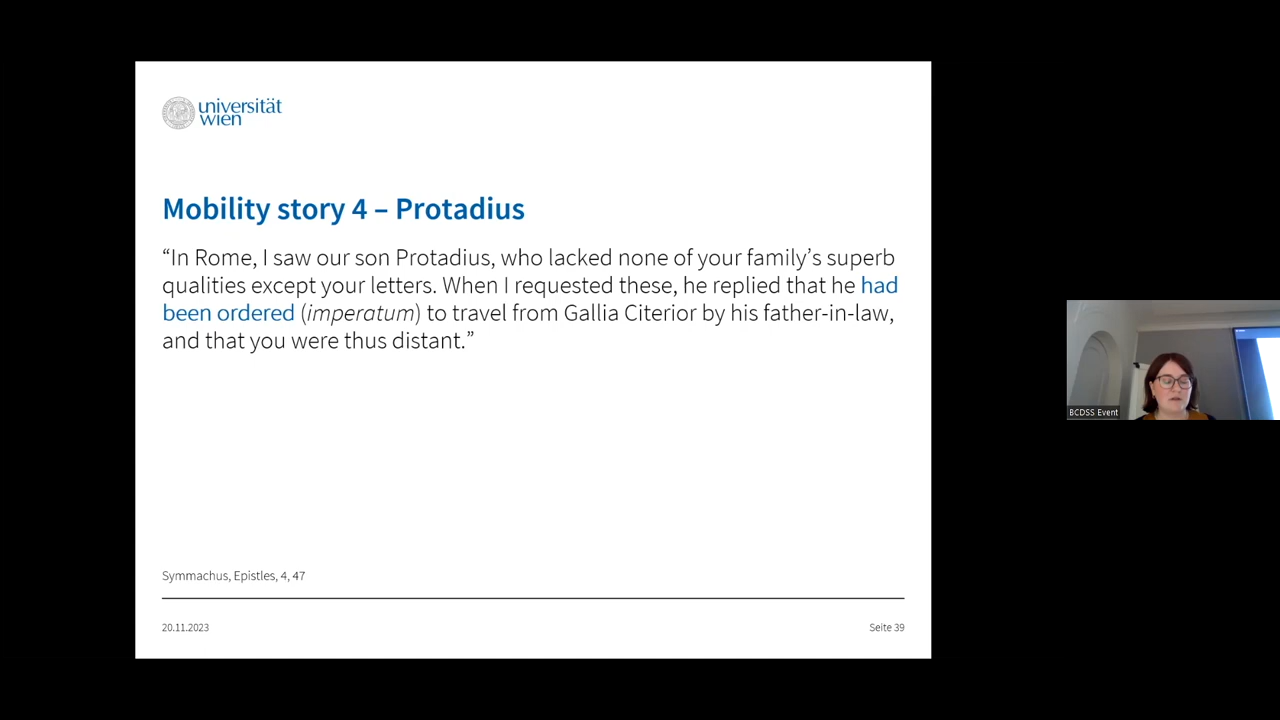 universität
wien
Mobility story 4 – Protadius
“In Rome, I saw our son Protadius, who lacked none of your family’s superb
qualities except your letters. When I requested these, he replied that he had
been ordered (imperatum) to travel from Gallia Citerior by his father-in-law,
and that you were thus distant.”
Symmachus, Epistles, 4, 47
20.11.2023
Seite 39
BCDSS Event